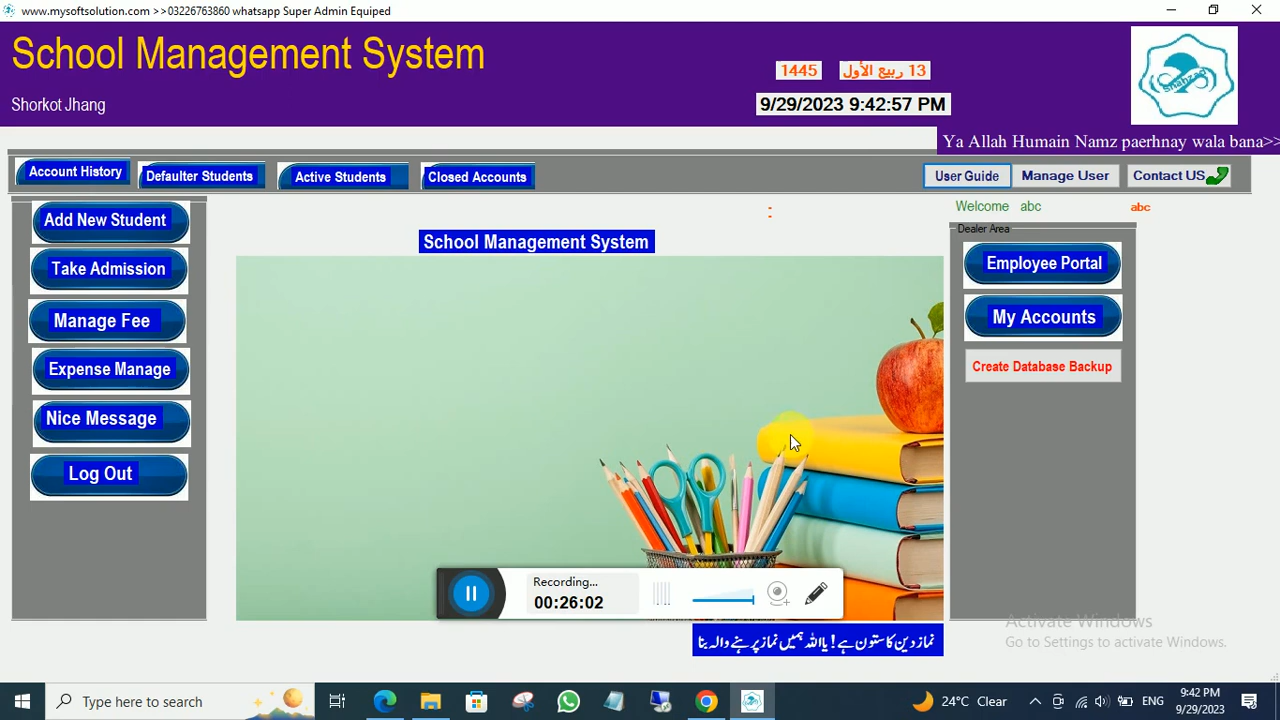 www.mysoftsolution.com >>03226763860 whatsapp Super Admin Equiped
School Management System
Shorkot Jhang
1445
13 ربيع الأول
9/29/2023 9:42:57 PM
Shahzad
Ya Allah Humain Namz paerhnay wala bana>>
Account History
Defaulter Students
Active Students
Closed Accounts
User Guide
Manage User
Contact US
Welcome abc
:
abc
Add New Student
Take Admission
Manage Fee
Expense Manage
Nice Message
Log Out
School Management System
Dealer Area
Employee Portal
My Accounts
Create Database Backup
Recording...
00:26:02
نماز دین کا ستون ہے! یا اللہ ہمیں نماز پڑھنے والہ بنا
Activate Windows
Go to Settings to activate Windows.
Type here to search
24°C Clear
ENG
9:42 PM
9/29/2023